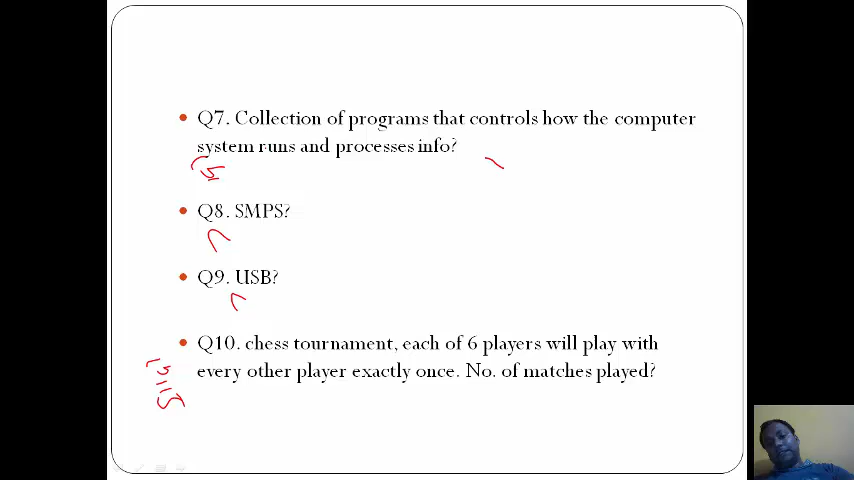 Q7. Collection of programs that controls how the computer
system runs and processes info?
Q8. SMPS?
Q9. USB?
Q10. chess tournament, each of 6 players will play with
every other player exactly once. No. of matches played?